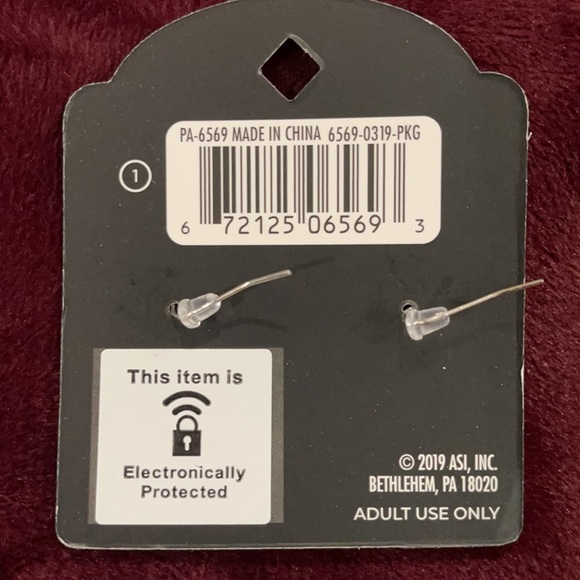 PA-6569 MADE IN CHINA 6569-0319-PKG
1
6 72125 06569 3
This item is
Electronically
Protected
© 2019 ASI, INC.
BETHLEHEM, PA 18020
ADULT USE ONLY